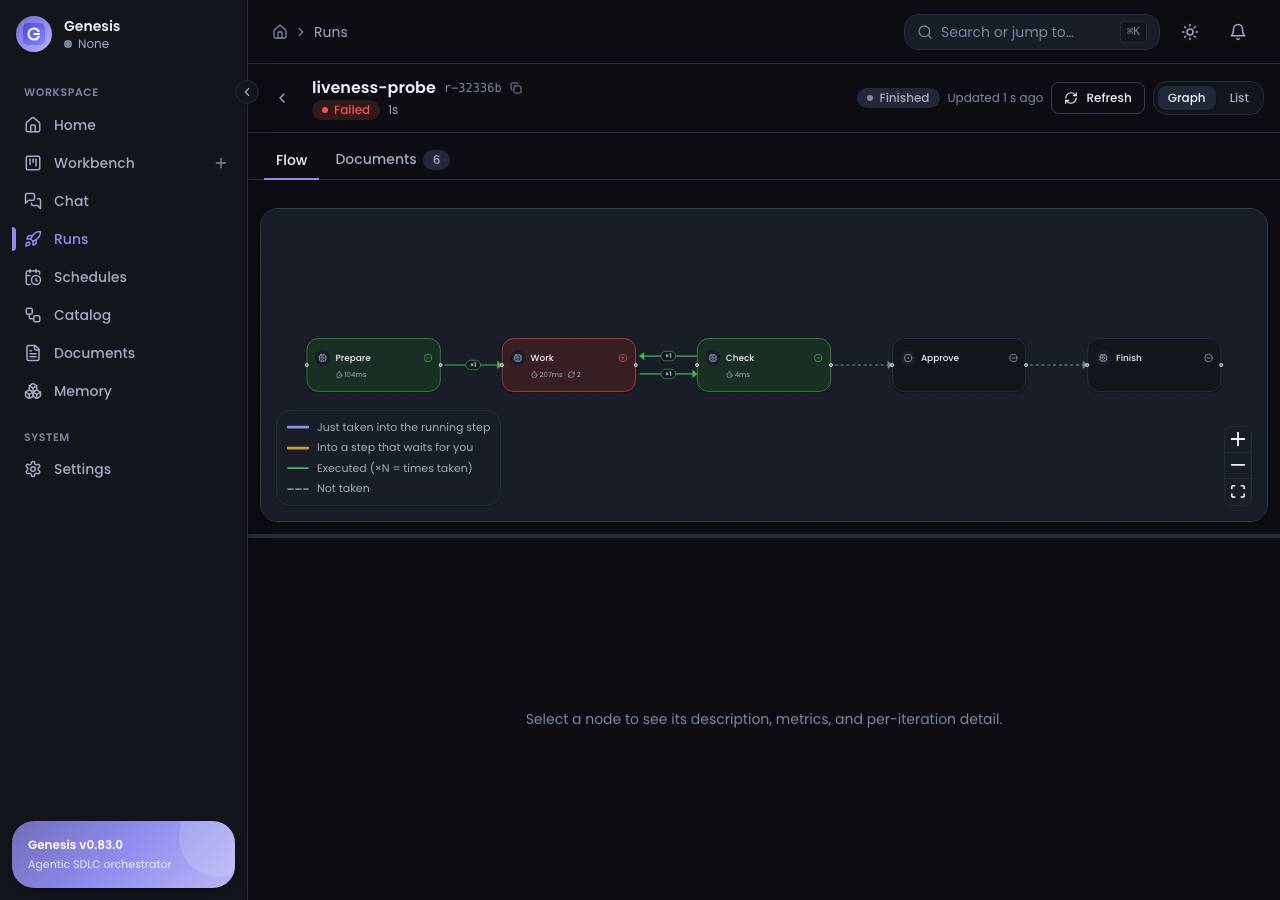 Genesis
None
WORKSPACE
Home
Workbench
Chat
Runs
Schedules
Catalog
Documents
Memory
SYSTEM
Settings
Genesis v0.83.0
Agentic SDLC orchestrator
Runs
Search or jump to...
⌘K
liveness-probe r-32336b
Failed 1s
Finished Updated 1 s ago Refresh Graph List
Flow Documents 6
Prepare
104ms
×1
Work
207ms 2
×1
×1
Check
4ms
Approve
Finish
Just taken into the running step
Into a step that waits for you
Executed (×N = times taken)
Not taken
Select a node to see its description, metrics, and per-iteration detail.